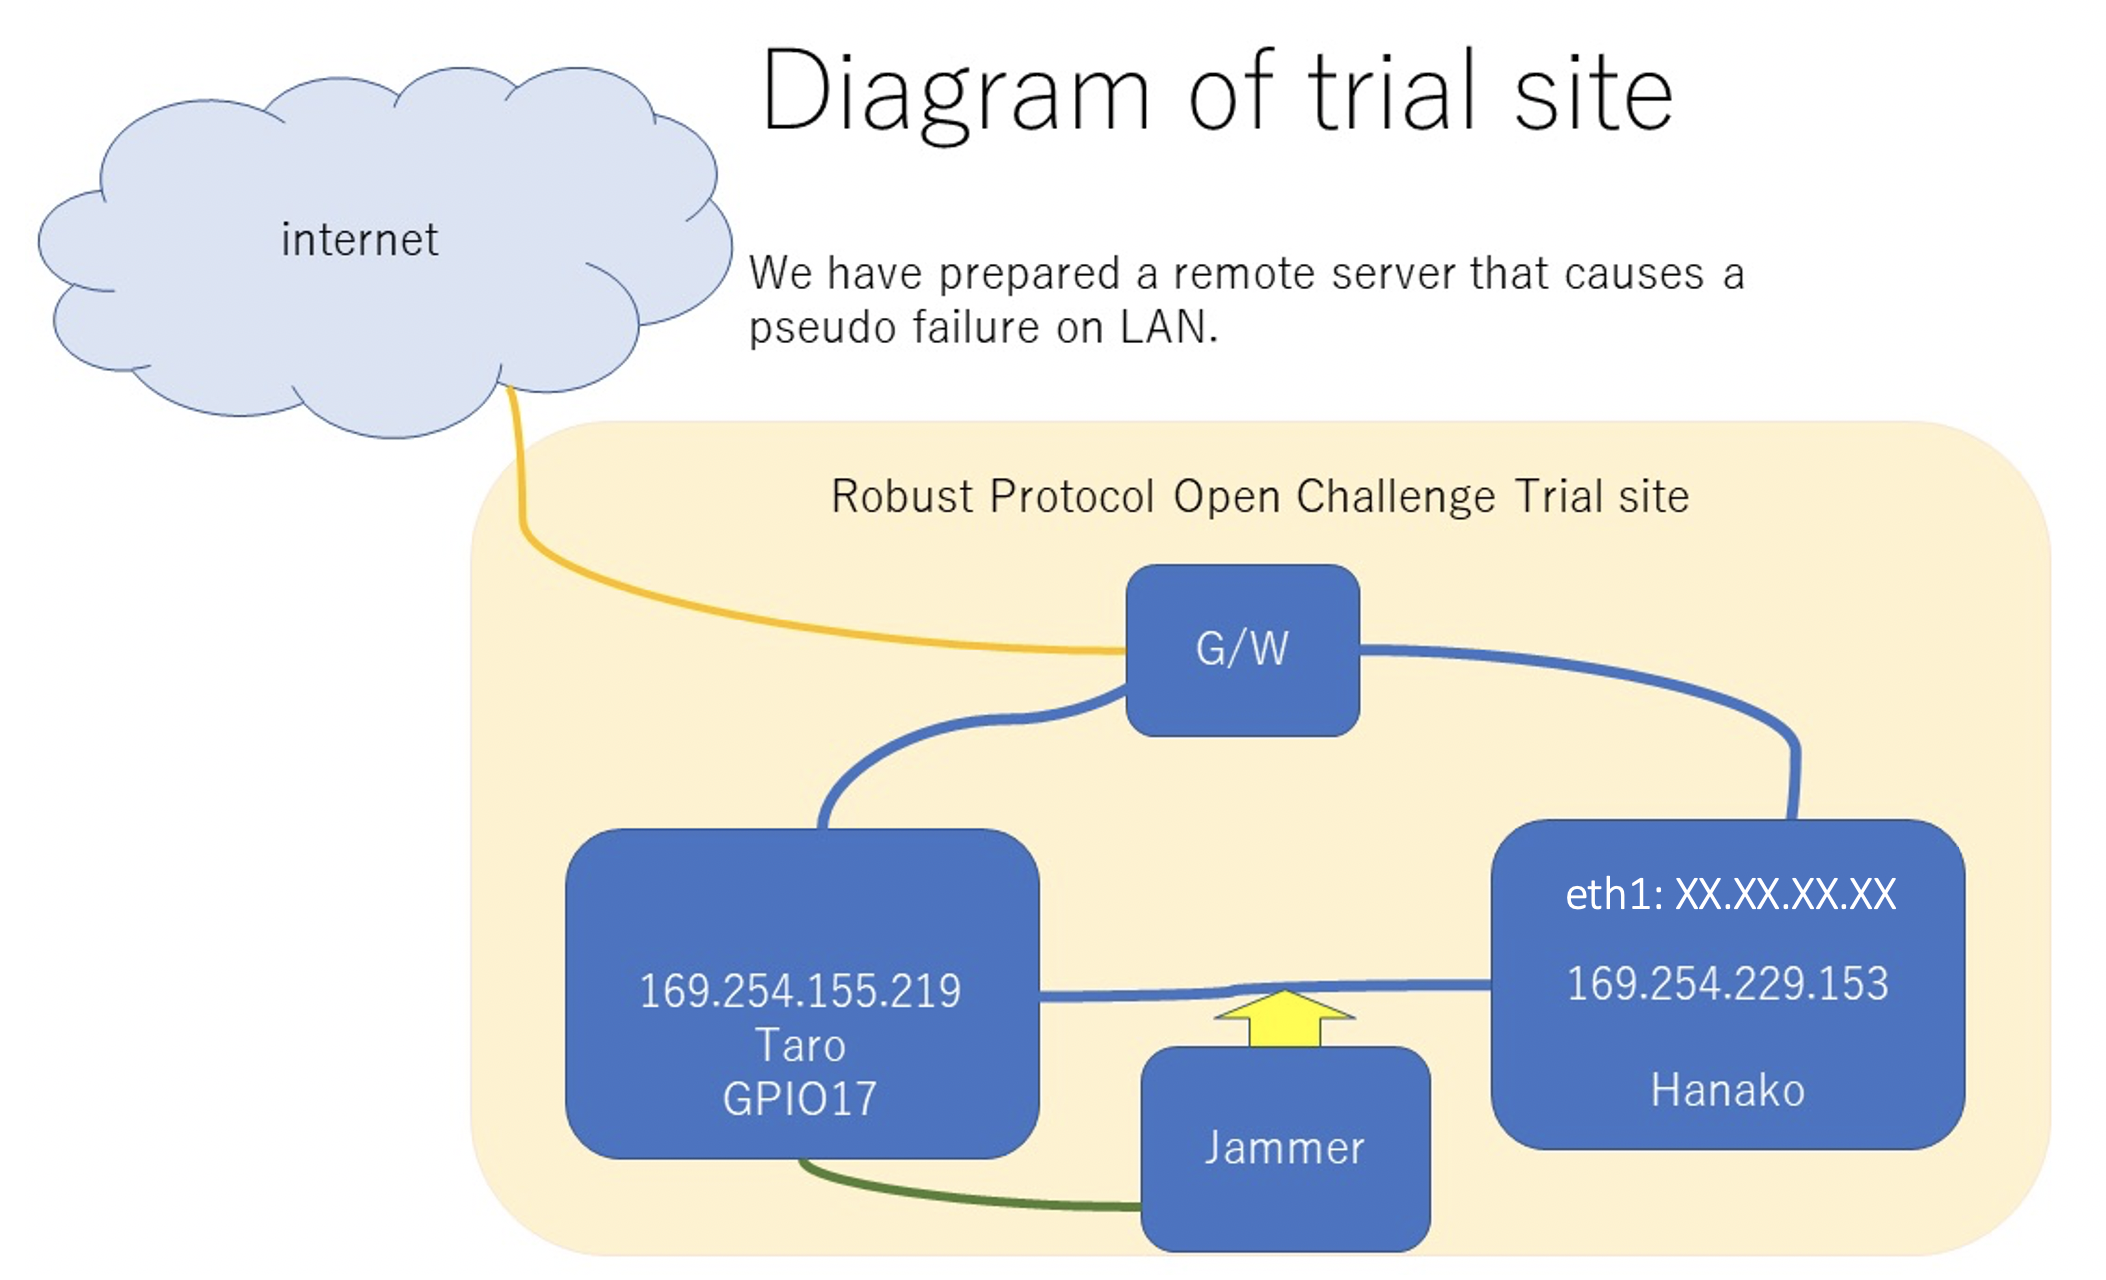 Diagram of trial site
internet
We have prepared a remote server that causes a
pseudo failure on LAN.
Robust Protocol Open Challenge Trial site
G/W
169.254.155.219
Taro
GPIO17
eth1: XX.XX.XX.XX
169.254.229.153
Hanako
Jammer